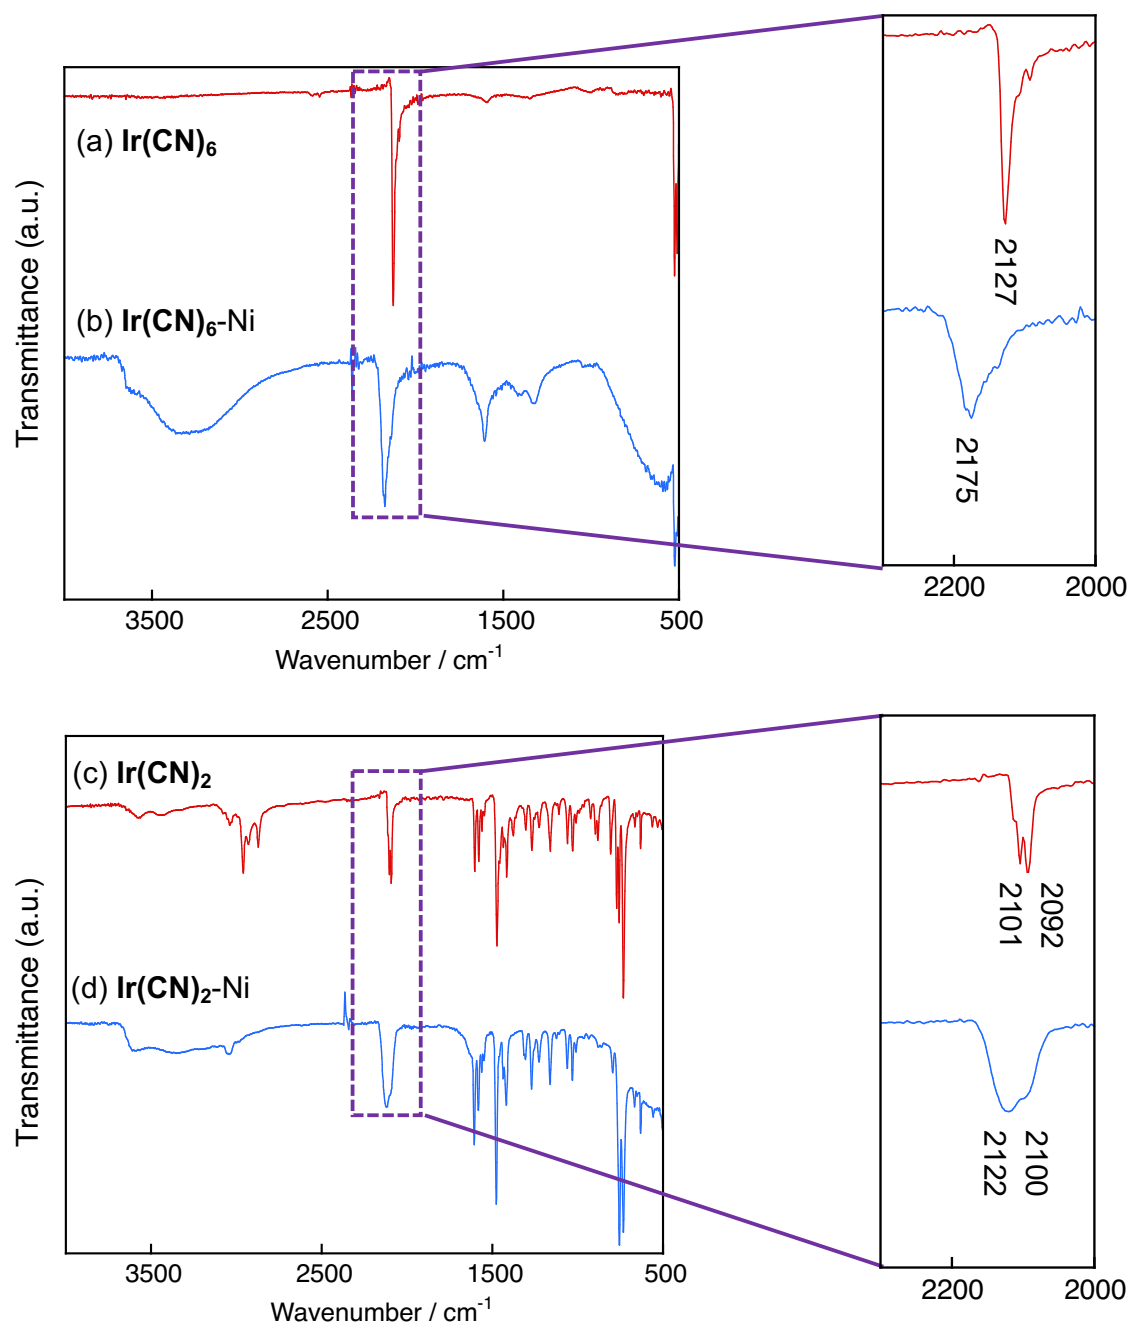 (a) Ir(CN)₆
(b) Ir(CN)₆-Ni
Transmittance (a.u.)
3500 2500 1500 500
Wavenumber / cm⁻¹
2127
2175
2200 2000
(c) Ir(CN)₂
(d) Ir(CN)₂-Ni
Transmittance (a.u.)
3500 2500 1500 500
Wavenumber / cm⁻¹
2101 2092
2122 2100
2200 2000